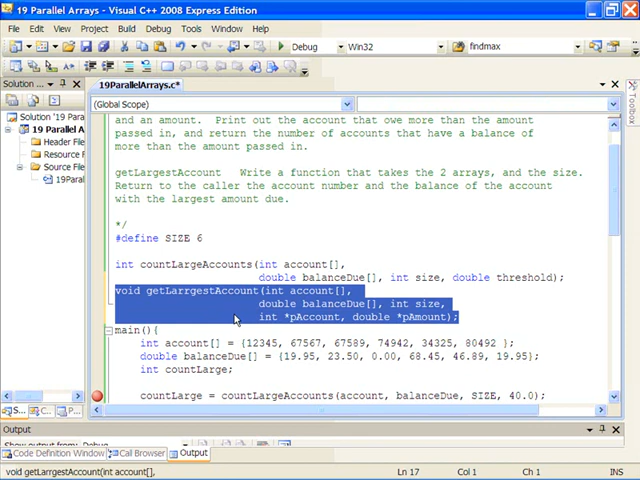 19 Parallel Arrays - Visual C++ 2008 Express Edition
File Edit View Project Build Debug Tools Window Help
Debug Win32 findmax
Solution ... 19ParallelArrays.c*
(Global Scope)
Solution '19 Paralle
19 Parallel A
Header File
Resource F
Source File
19Paral
and an amount. Print out the account that owe more than the amount
passed in, and return the number of accounts that have a balance of
more than the amount passed in.
getLargestAccount Write a function that takes the 2 arrays, and the size.
Return to the caller the account number and the balance of the account
with the largest amount due.
*/
#define SIZE 6
int countLargeAccounts(int account[],
double balanceDue[], int size, double threshold);
void getLarrgestAccount(int account[],
double balanceDue[], int size,
int *pAccount, double *pAmount);
main(){
int account[] = {12345, 67567, 67589, 74942, 34325, 80492 };
double balanceDue[] = {19.95, 23.50, 0.00, 68.45, 46.89, 19.95};
int countLarge;
countLarge = countLargeAccounts(account, balanceDue, SIZE, 40.0);
Toolbox
S... C... P...
Output
Show output from: Debug
Code Definition Window Call Browser Output
void getLarrgestAccount(int account[], Ln 17 Col 1 Ch 1 INS